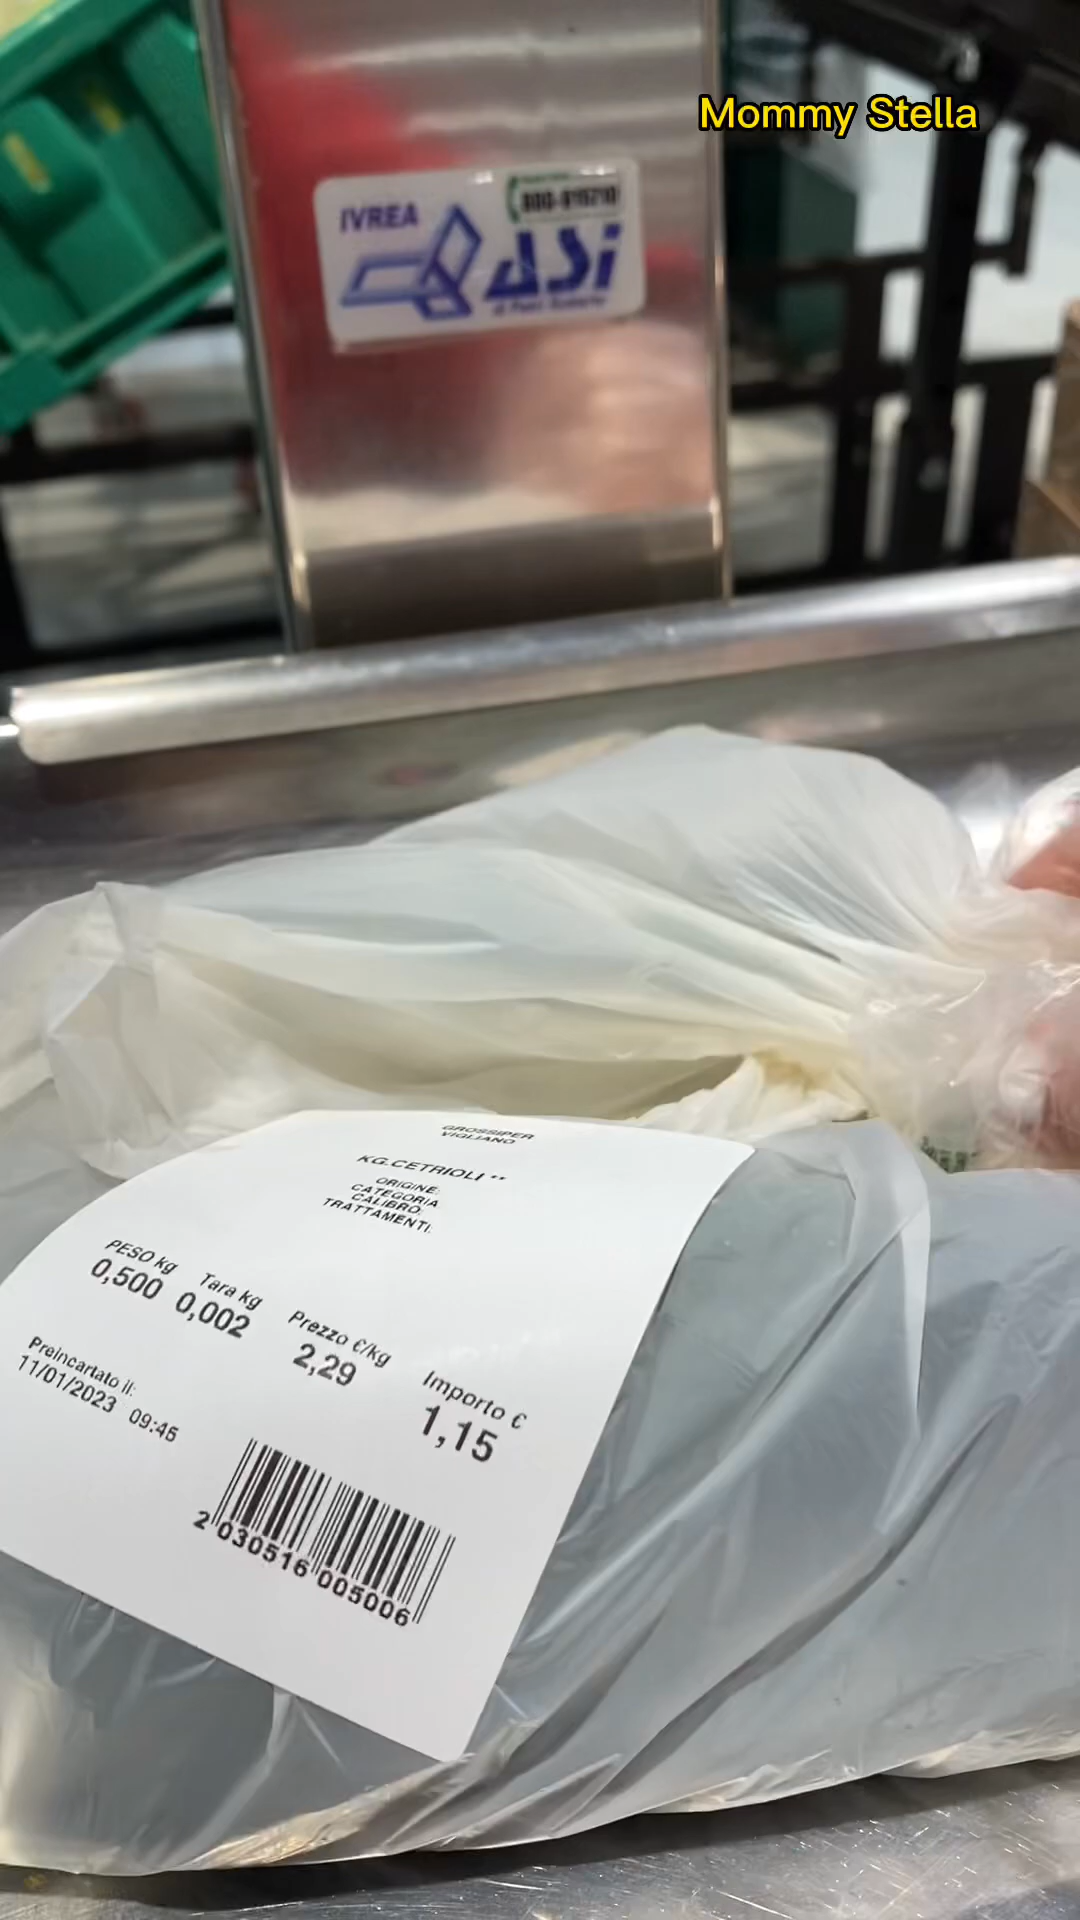 Mommy Stella
IVREA
ASi
GROSSIPER
VIGLIANO
KG.CETRIOLI **
ORIGINE:
CATEGORIA
CALIBRO:
TRATTAMENTI:
PESO kg Tara kg Prezzo €/kg Importo €
0,500 0,002 2,29 1,15
Preincartato il:
11/01/2023 09:45
2 030516 005006